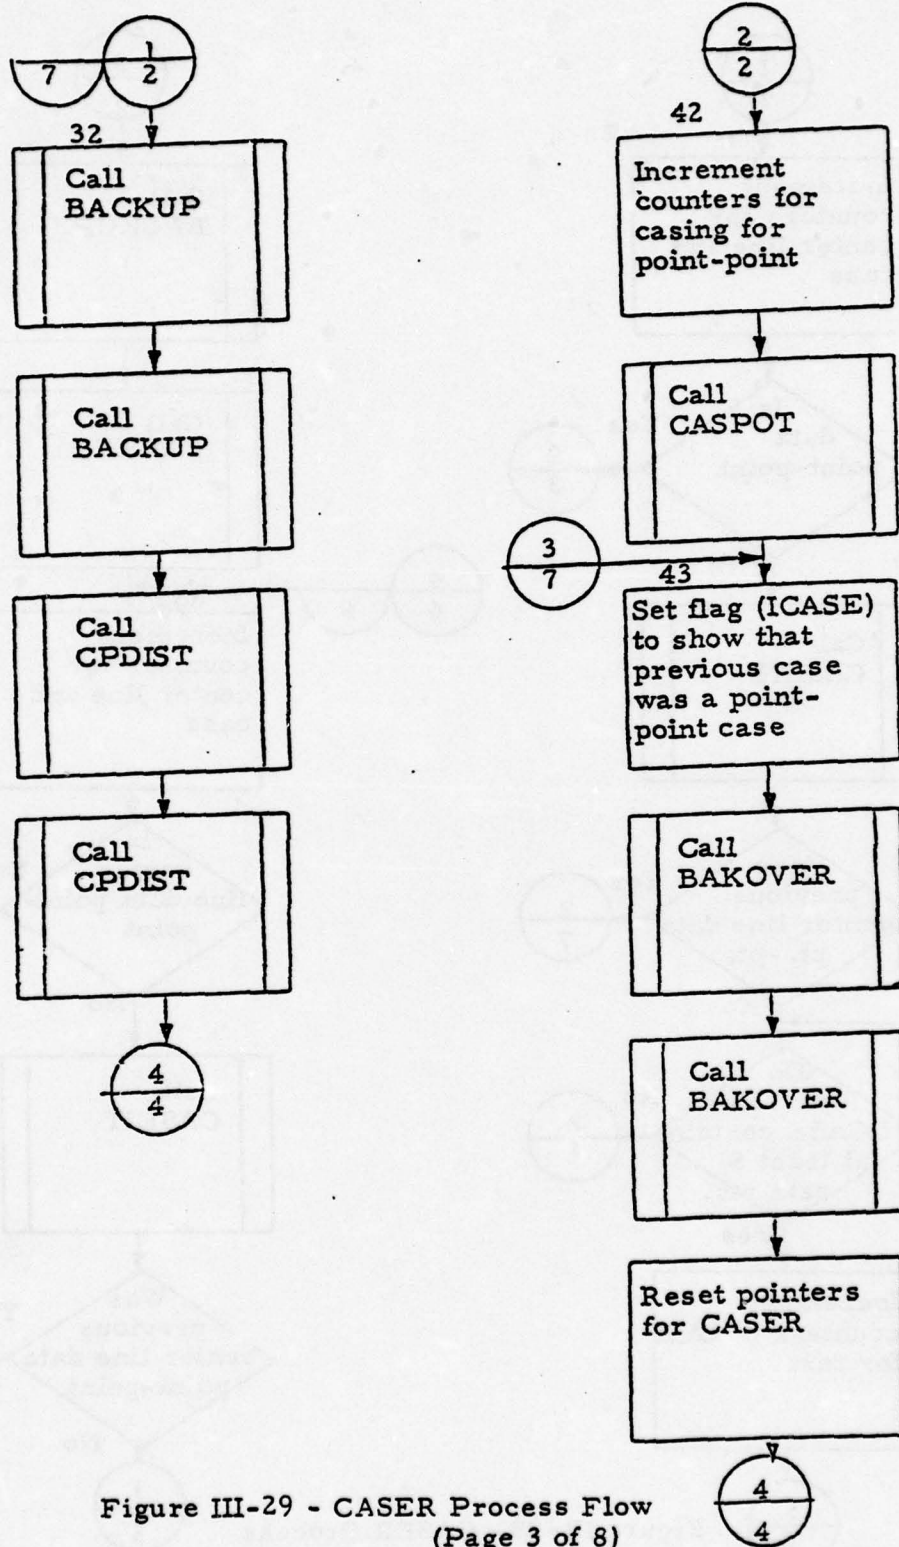 7
1
2
32
Call
BACKUP
Call
BACKUP
Call
CPDIST
Call
CPDIST
4
4
2
2
42
Increment
counters for
casing for
point-point
Call
CASPOT
3
7
43
Set flag (ICASE)
to show that
previous case
was a point-
point case
Call
BAKOVER
Call
BAKOVER
Reset pointers
for CASER
4
4
Figure III-29 - CASER Process Flow
(Page 3 of 8)